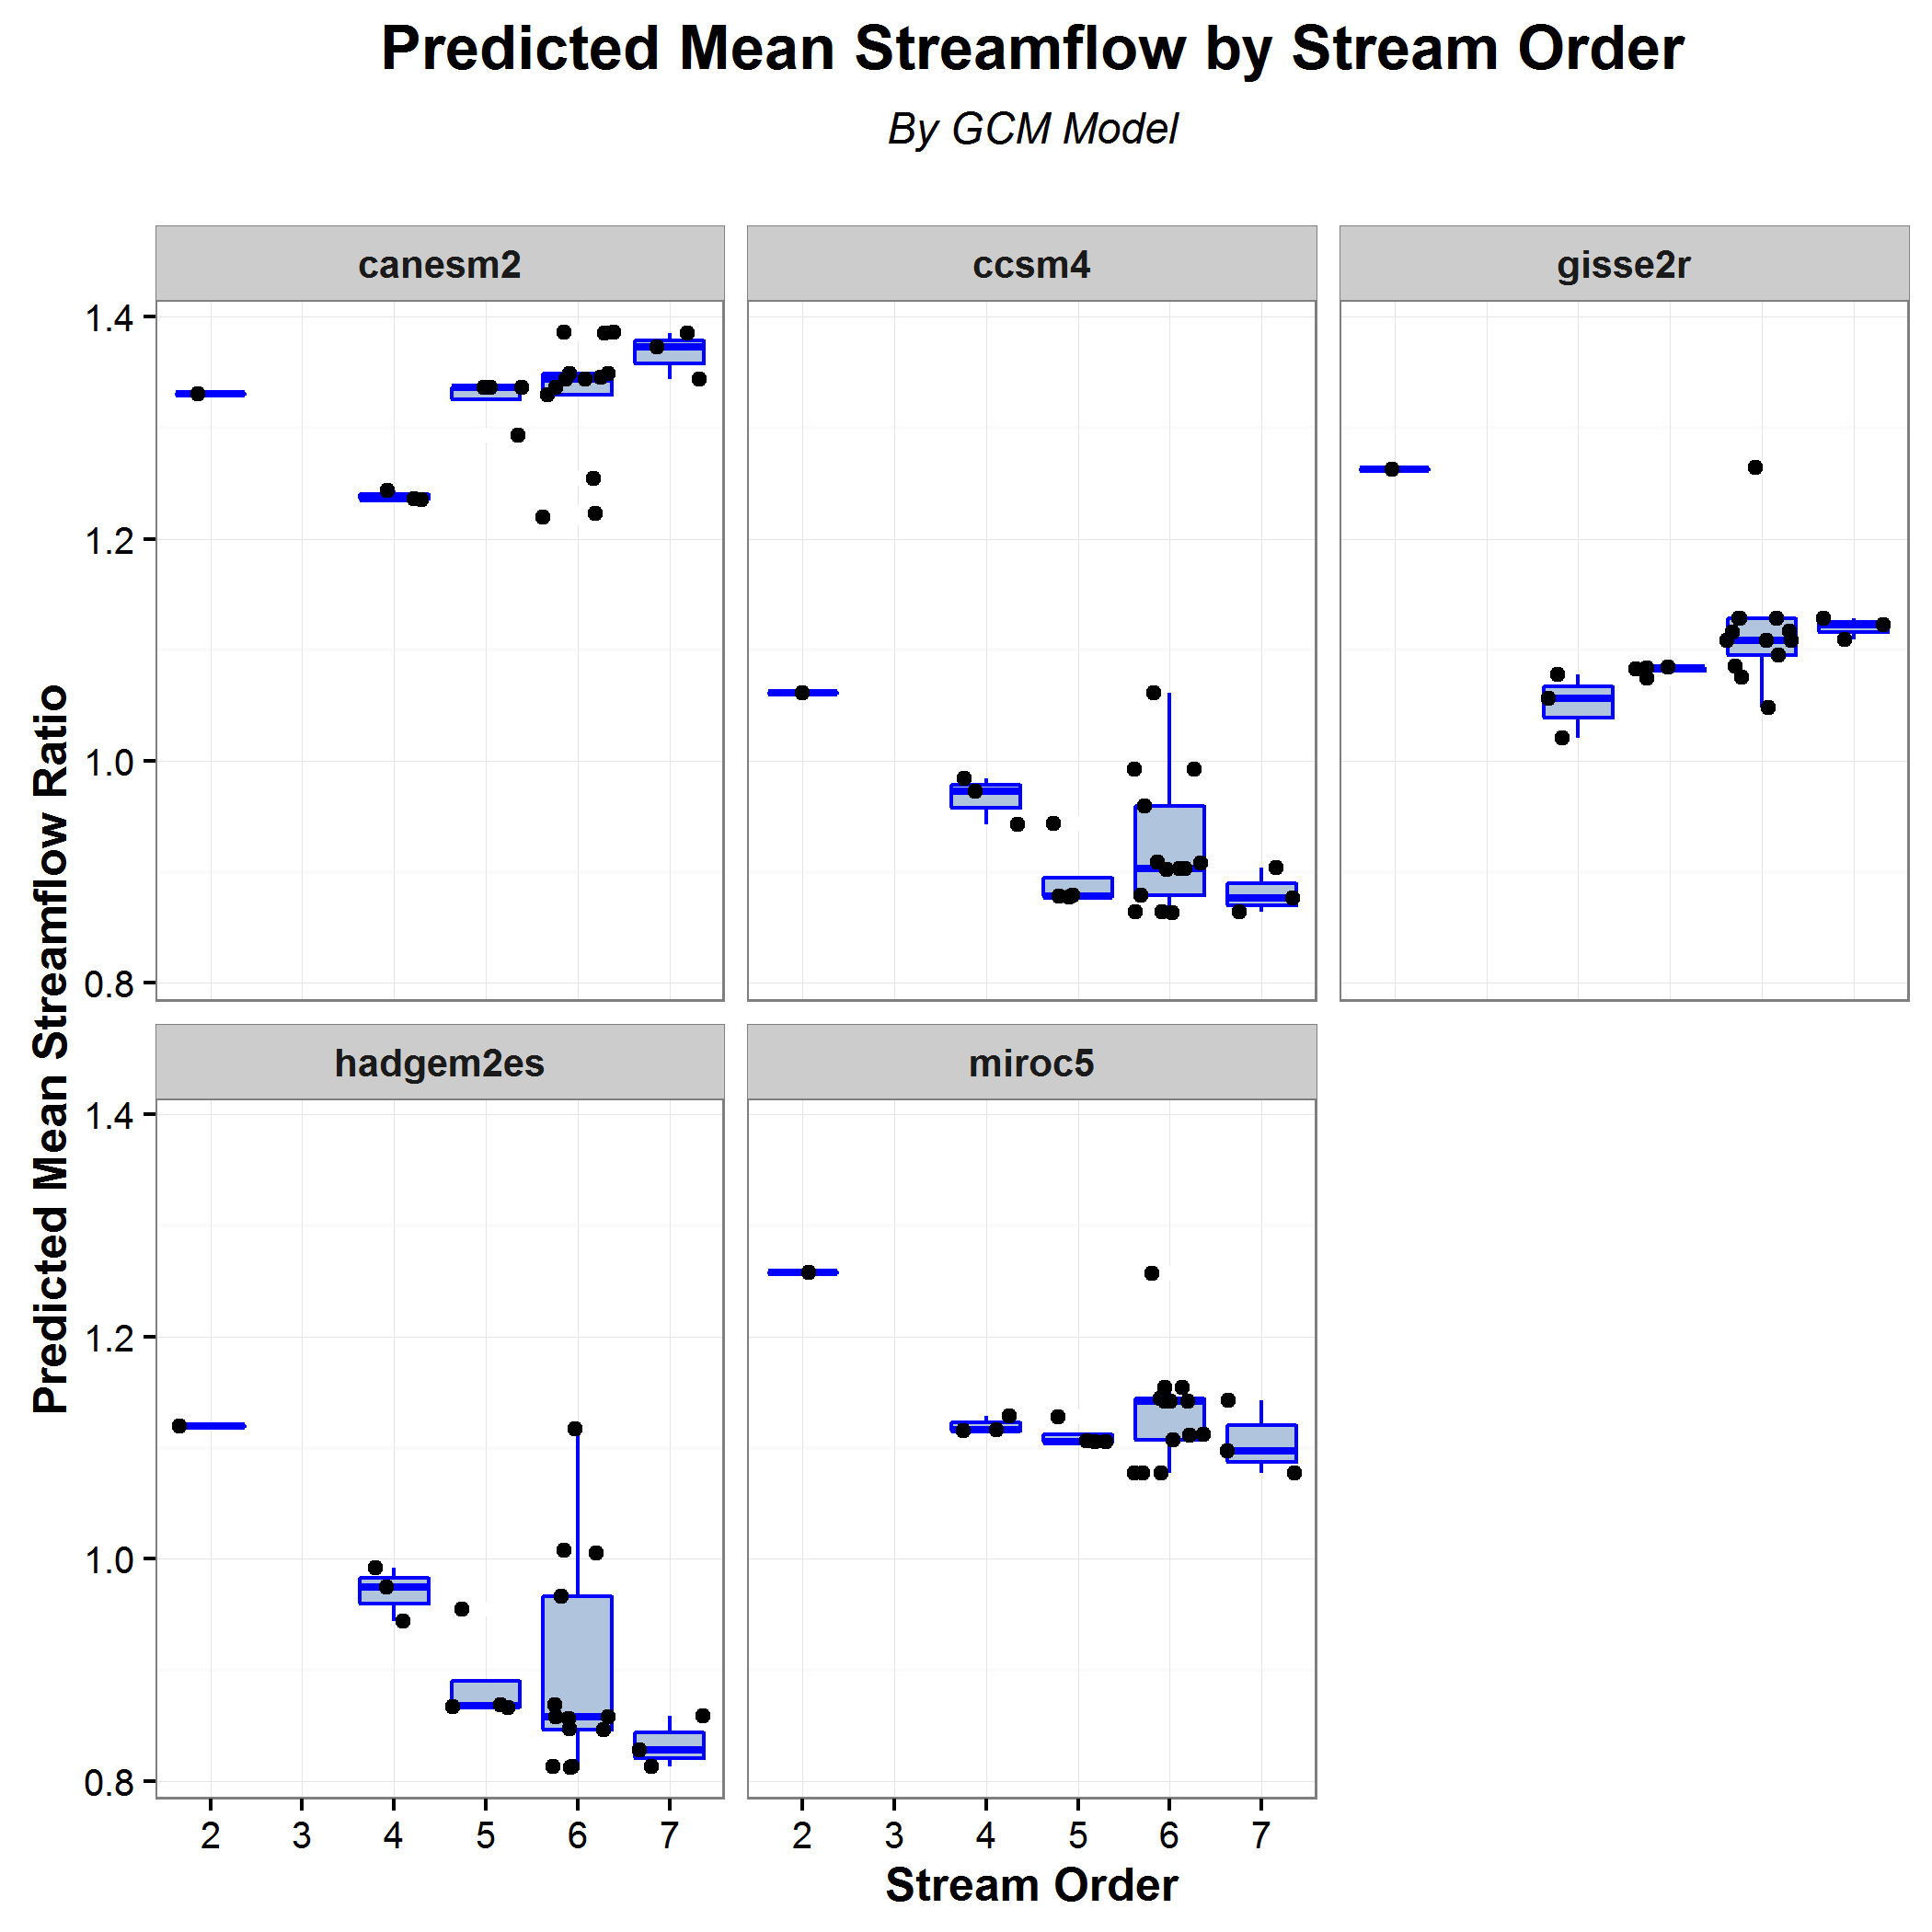 Predicted Mean Streamflow by Stream Order
By GCM Model
canesm2
ccsm4
gisse2r
1.4
1.2
1.0
0.8
Predicted Mean Streamflow Ratio
hadgem2es
miroc5
1.4
1.2
1.0
0.8
2 3 4 5 6 7
2 3 4 5 6 7
Stream Order